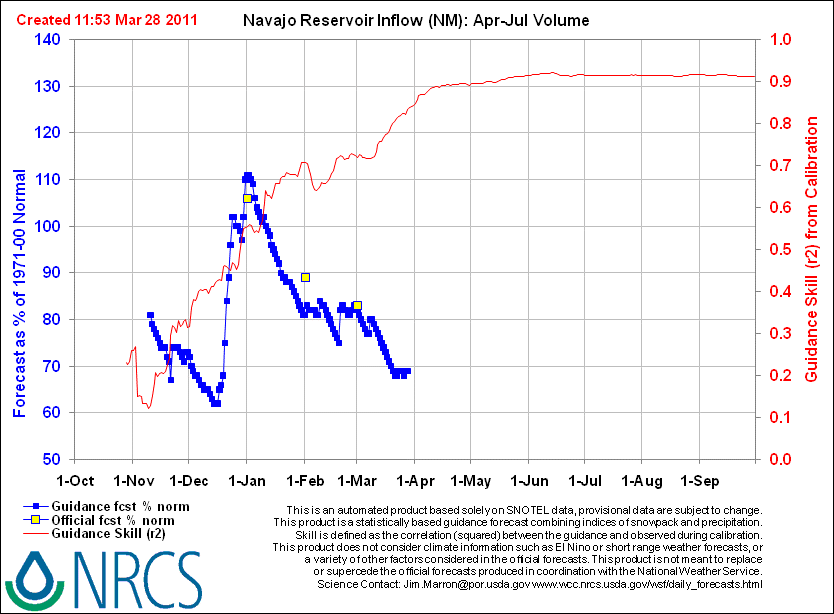 Created 11:53 Mar 28 2011
Navajo Reservoir Inflow (NM): Apr-Jul Volume
Forecast as % of 1971-00 Normal
140
130
120
110
100
90
80
70
60
50
1.0
0.9
0.8
0.7
0.6
0.5
0.4
0.3
0.2
0.1
0.0
Guidance Skill (r2) from Calibration
1-Oct 1-Nov 1-Dec 1-Jan 1-Feb 1-Mar 1-Apr 1-May 1-Jun 1-Jul 1-Aug 1-Sep
Guidance fcst % norm
Official fcst % norm
Guidance Skill (r2)
This is an automated product based solely on SNOTEL data, provisional data are subject to change.
This product is a statistically based guidance forecast combining indices of snowpack and precipitation.
Skill is defined as the correlation (squared) between the guidance and observed during calibration.
This product does not consider climate information such as El Nino or short range weather forecasts, or
a variety of other factors considered in the official forecasts. This product is not meant to replace
or supercede the official forecasts produced in coordination with the National Weather Service.
Science Contact: Jim.Marron@por.usda.gov www.wcc.nrcs.usda.gov/wsf/daily_forecasts.html
NRCS